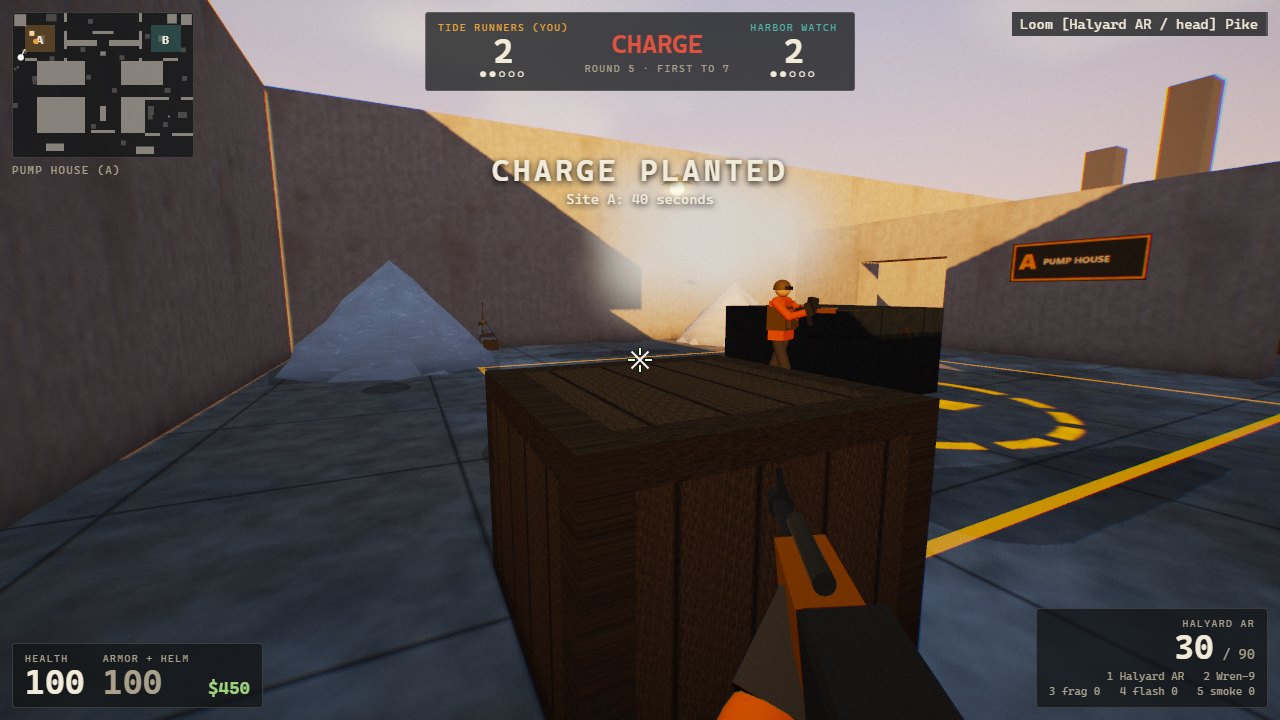 A
B
PUMP HOUSE (A)
TIDE RUNNERS (YOU)
2
CHARGE
ROUND 5 · FIRST TO 7
HARBOR WATCH
2
Loom [Halyard AR / head] Pike
CHARGE PLANTED
Site A: 40 seconds
A PUMP HOUSE
HEALTH
100
ARMOR + HELM
100
$450
HALYARD AR
30 / 90
1 Halyard AR 2 Wren-9
3 frag 0 4 flash 0 5 smoke 0